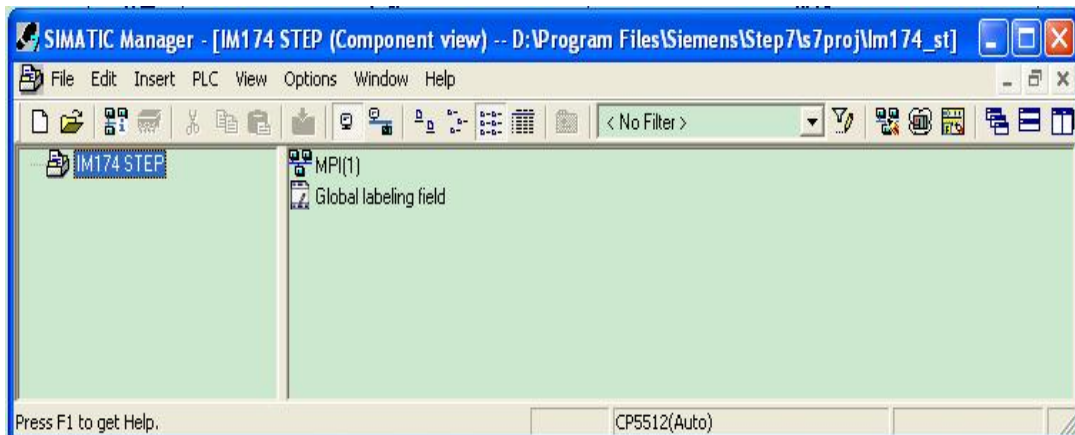 SIMATIC Manager - [IM174 STEP (Component view) -- D:\Program Files\Siemens\Step7\s7proj\Im174_st]
File Edit Insert PLC View Options Window Help
< No Filter >
IM174 STEP
MPI(1)
Global labeling field
Press F1 to get Help.
CP5512(Auto)